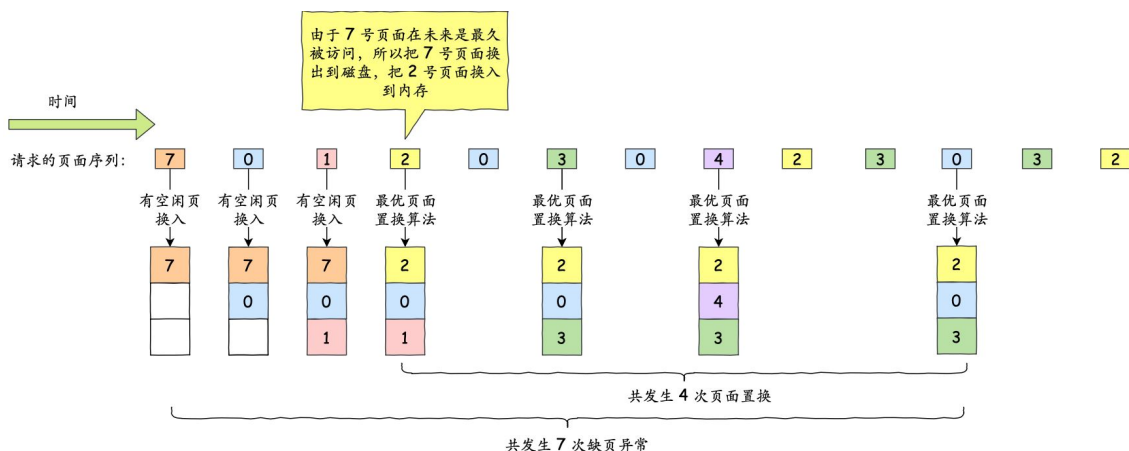 由于 7 号页面在未来是最久
被访问，所以把 7 号页面换
出到磁盘，把 2 号页面换入
到内存
时间
请求的页面序列: 7 0 1 2 0 3 0 4 2 3 0 3 2
有空闲页 有空闲页 有空闲页 最优页面 最优页面 最优页面 最优页面
换入 换入 换入 置换算法 置换算法 置换算法 置换算法
7 7 7 2 2 2 2
0 0 0 0 4 0
1 1 3 3 3
共发生 4 次页面置换
共发生 7 次缺页异常